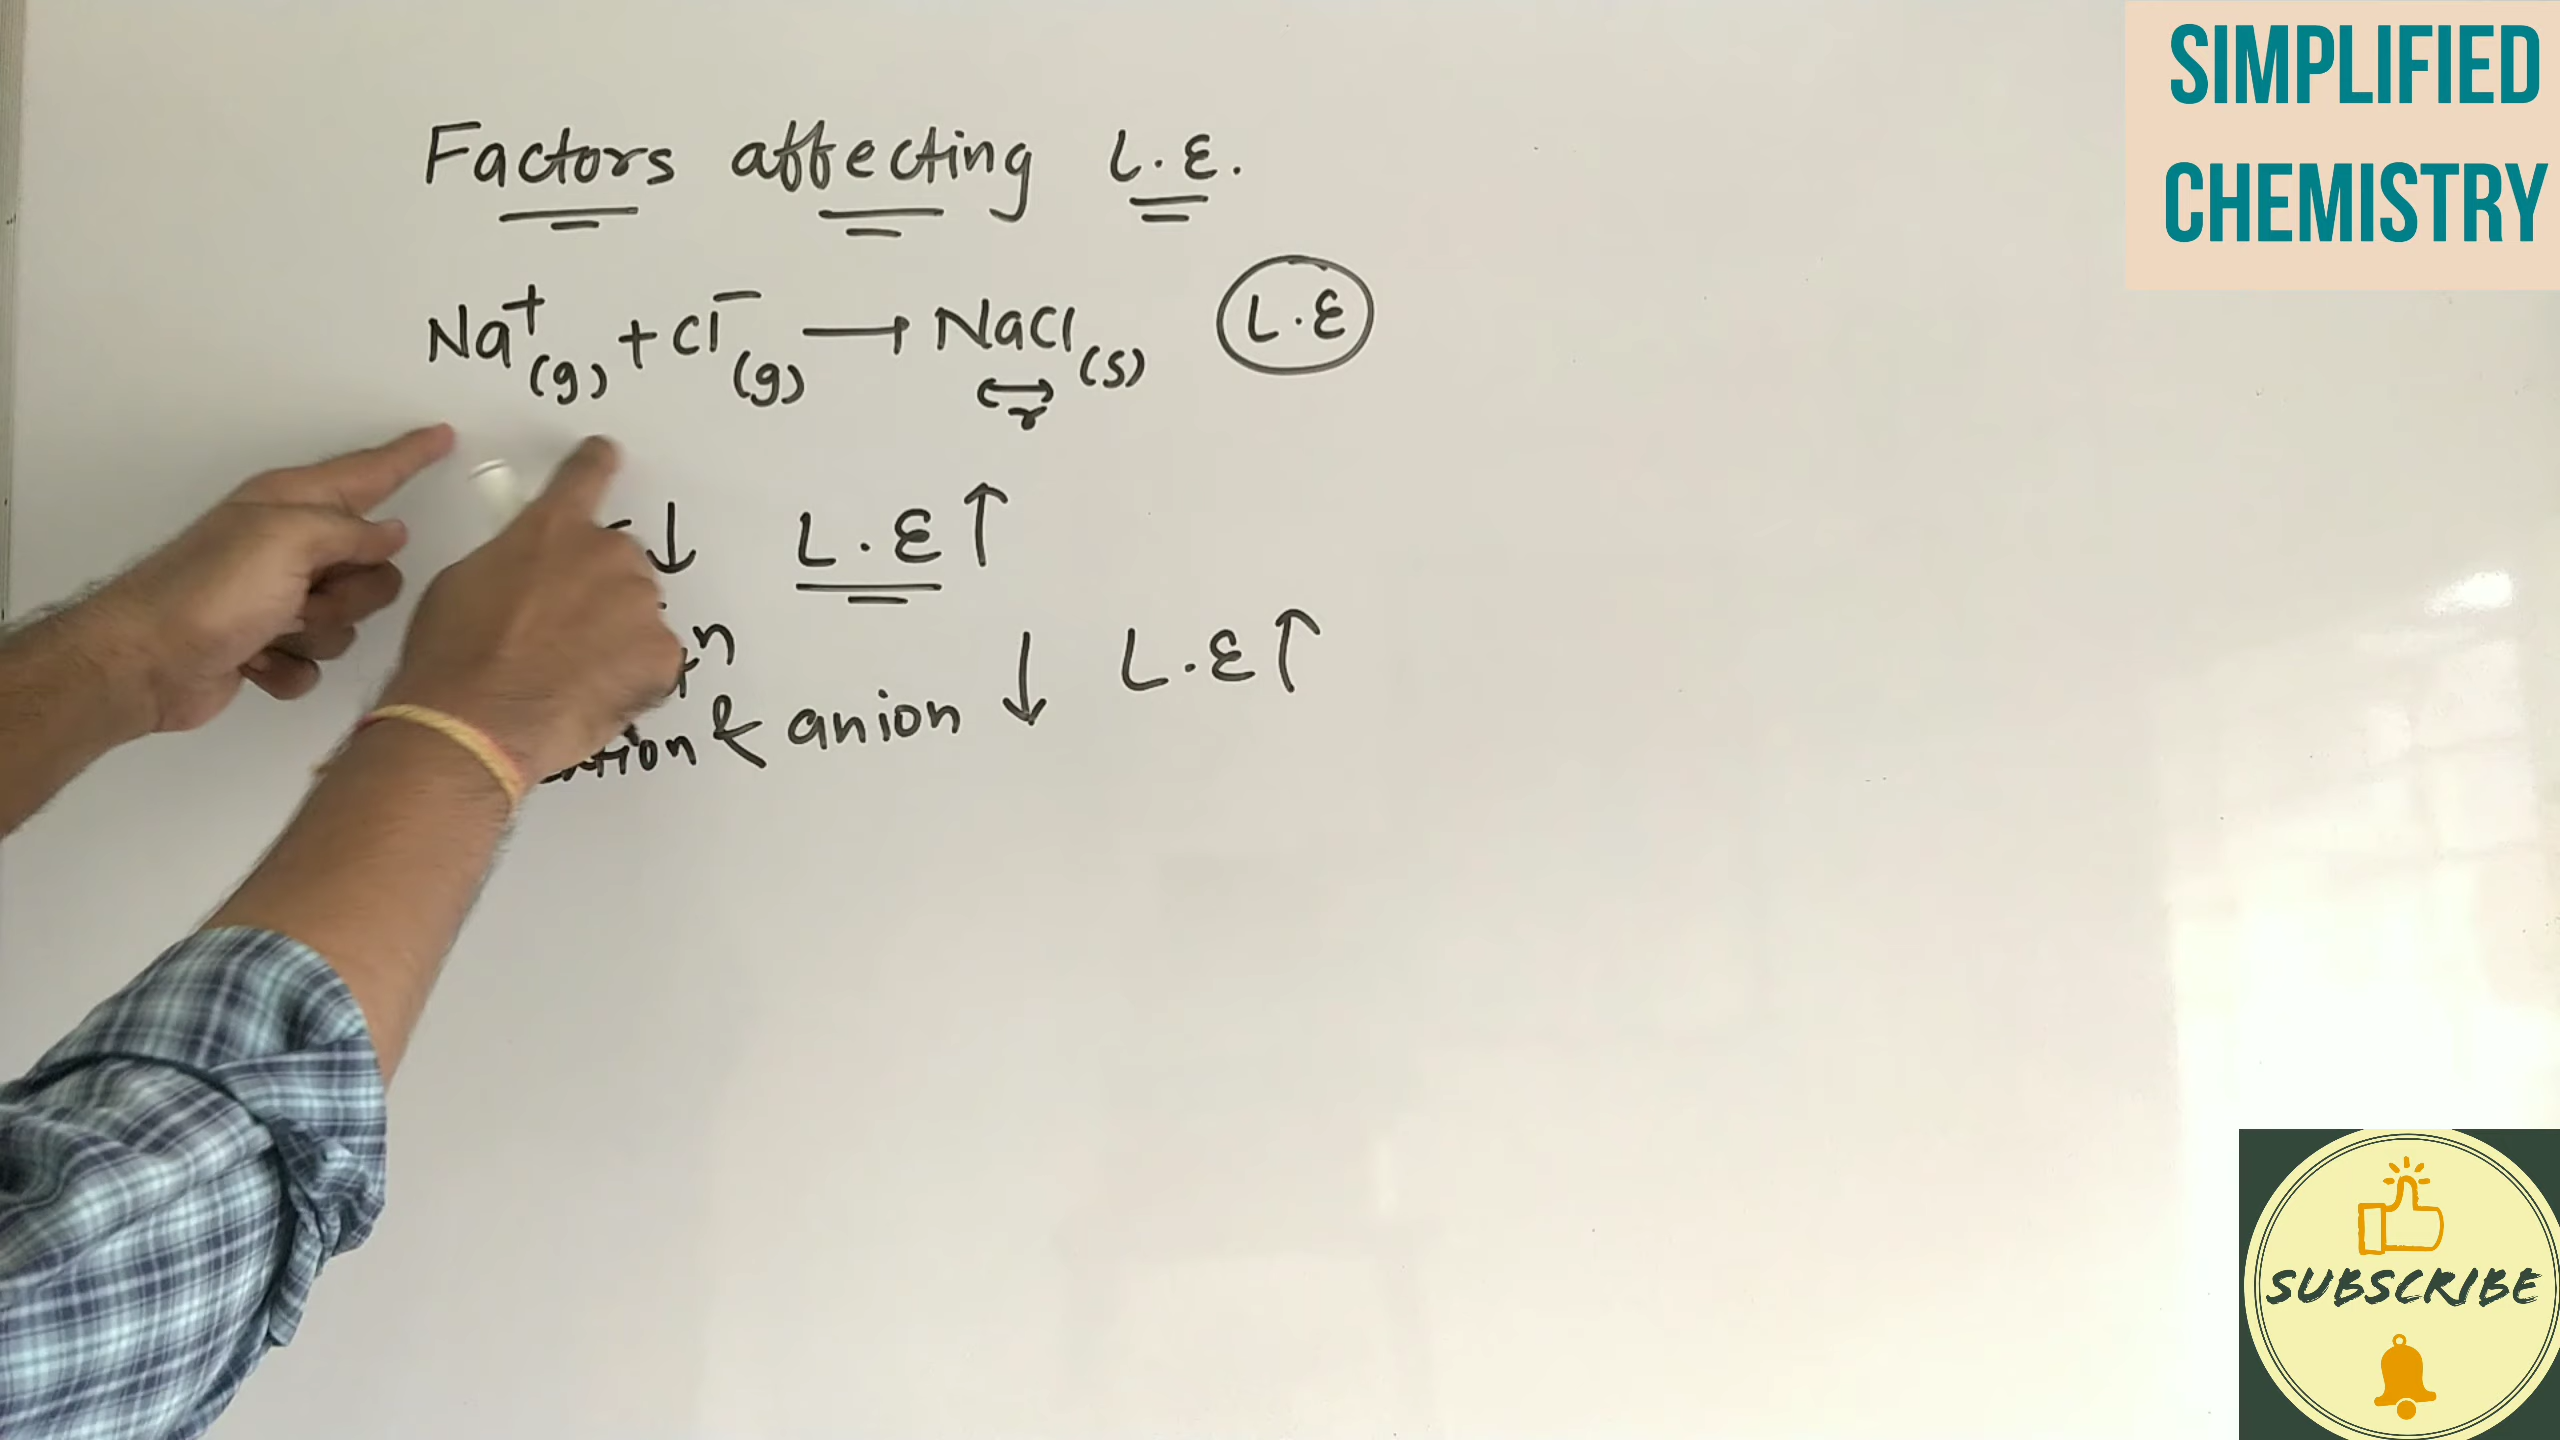 Factors affecting L.E.
Na⁺(g) + Cl⁻(g) → NaCl(s) L.E
r
↓ L.E ↑
& anion ↓ L.E ↑
SIMPLIFIED
CHEMISTRY
SUBSCRIBE